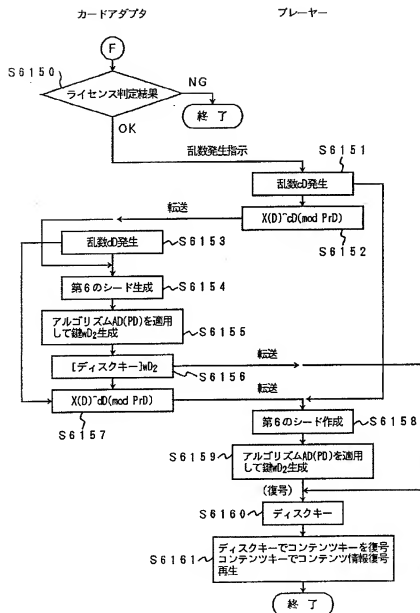 カードアダプタ
プレーヤー
F
S6150
ライセンス判定結果
NG
終了
OK
乱数発生指示
S6151
乱数cD発生
転送
X(D)^cD(mod PrD)
S6152
乱数dD発生
S6153
第6のシード生成
S6154
アルゴリズムAD(PD)を適用
して鍵wD2生成
S6155
[ディスクキー]wD2
転送
S6156
X(D)^dD(mod PrD)
転送
S6157
第6のシード作成
S6158
S6159
アルゴリズムAD(PD)を適用
して鍵wD2生成
(復号)
S6160
ディスクキー
S6161
ディスクキーでコンテンツキーを復号
コンテンツキーでコンテンツ情報復号
再生
終了